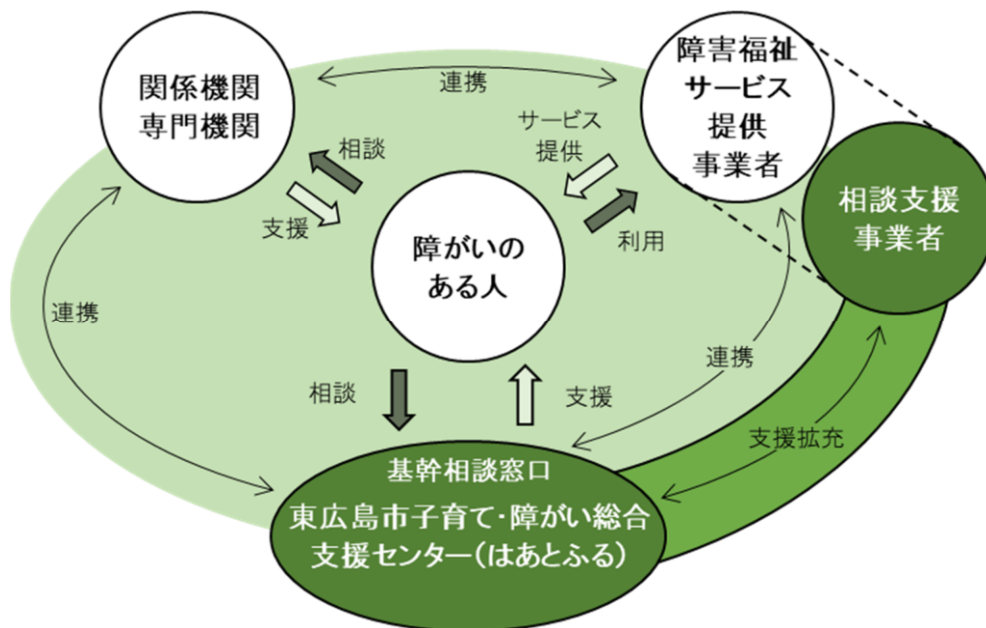 関係機関
専門機関
連携
障害福祉
サービス
提供
事業者
相談支援
事業者
相談
支援
サービス
提供
利用
障がいの
ある人
連携
連携
相談
支援
支援拡充
基幹相談窓口
東広島市子育て・障がい総合
支援センター(はあとふる)